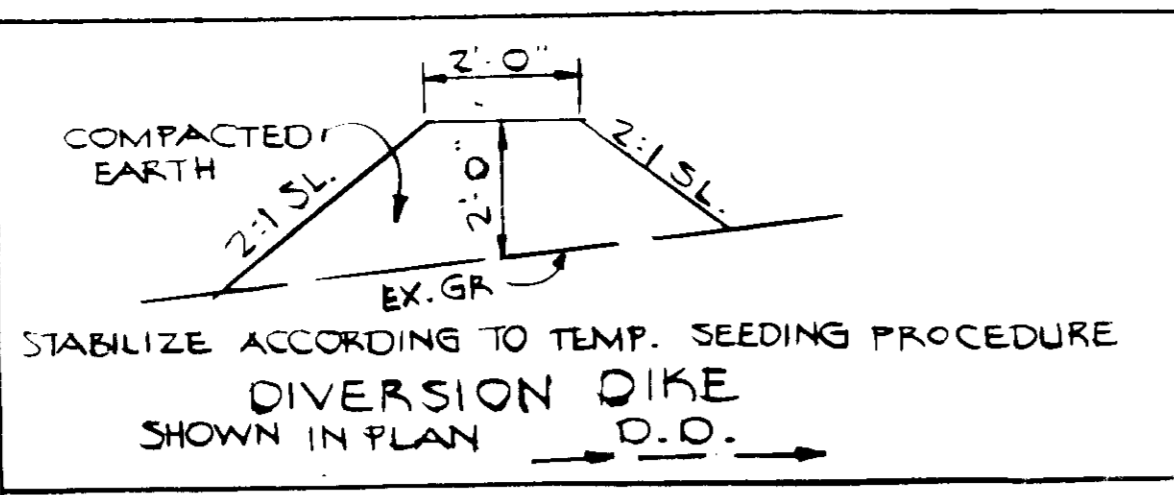 2'-0"
COMPACTED
EARTH
2:1 SL.
2'-0"
2:1 SL.
EX. GR
STABILIZE ACCORDING TO TEMP. SEEDING PROCEDURE
DIVERSION DIKE
SHOWN IN PLAN D.D.